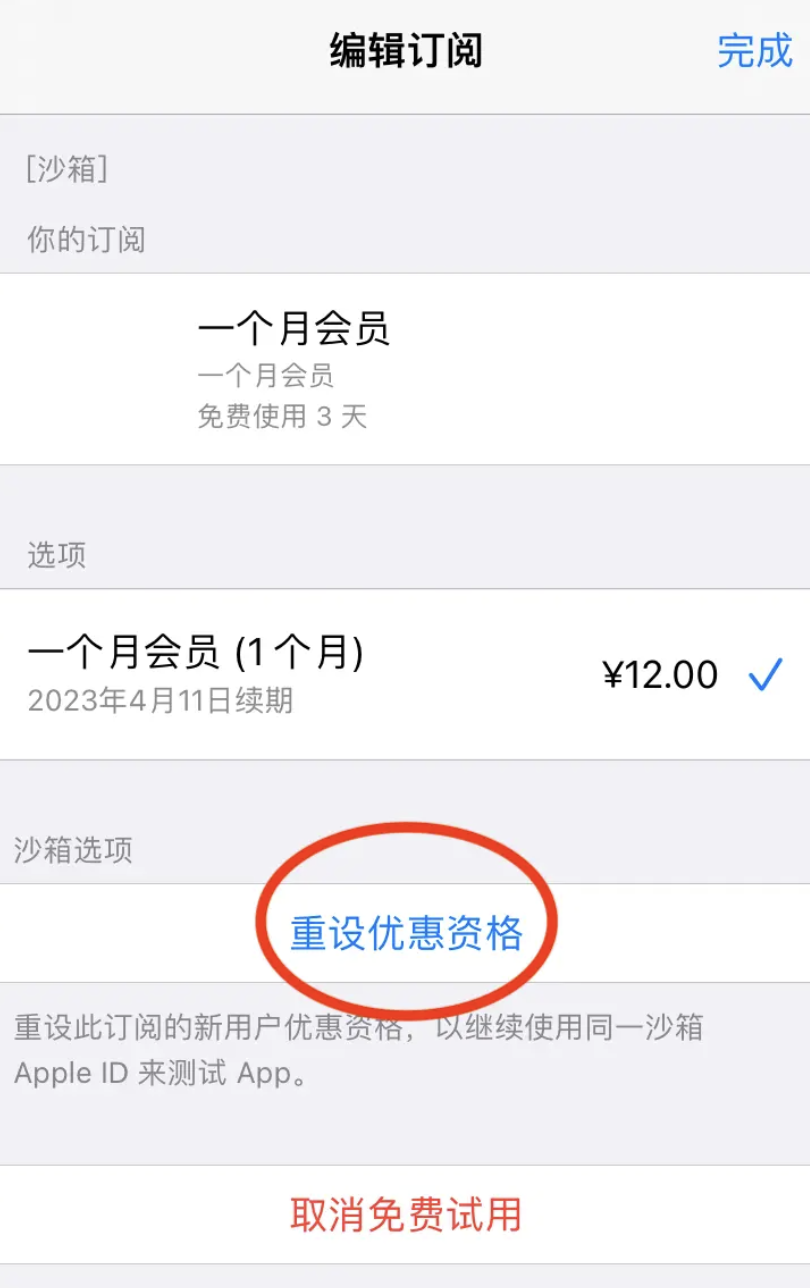 编辑订阅
完成
[沙箱]
你的订阅
一个月会员
一个月会员
免费使用 3 天
选项
一个月会员 (1 个月)
¥12.00
2023年4月11日续期
沙箱选项
重设优惠资格
重设此订阅的新用户优惠资格，以继续使用同一沙箱
Apple ID 来测试 App。
取消免费试用